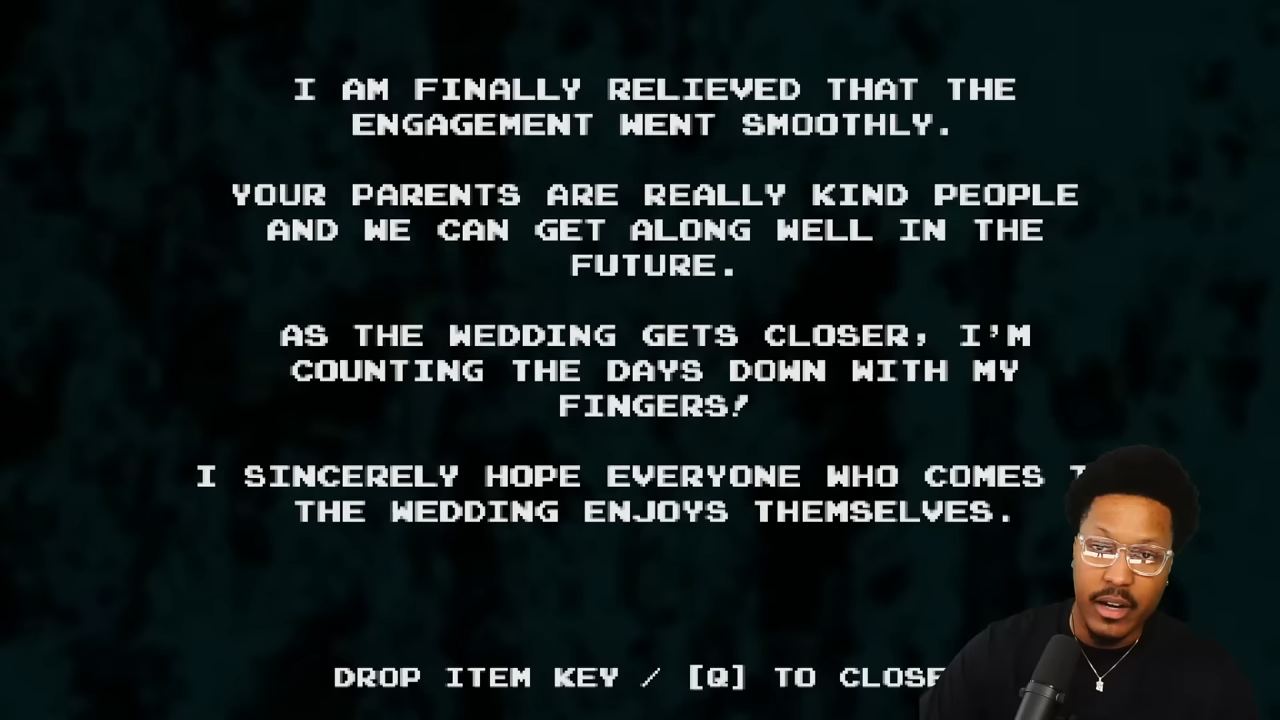 I AM FINALLY RELIEVED THAT THE
ENGAGEMENT WENT SMOOTHLY.
YOUR PARENTS ARE REALLY KIND PEOPLE
AND WE CAN GET ALONG WELL IN THE
FUTURE.
AS THE WEDDING GETS CLOSER, I'M
COUNTING THE DAYS DOWN WITH MY
FINGERS!
I SINCERELY HOPE EVERYONE WHO COMES
THE WEDDING ENJOYS THEMSELVES.
DROP ITEM KEY / [Q] TO CLOSE